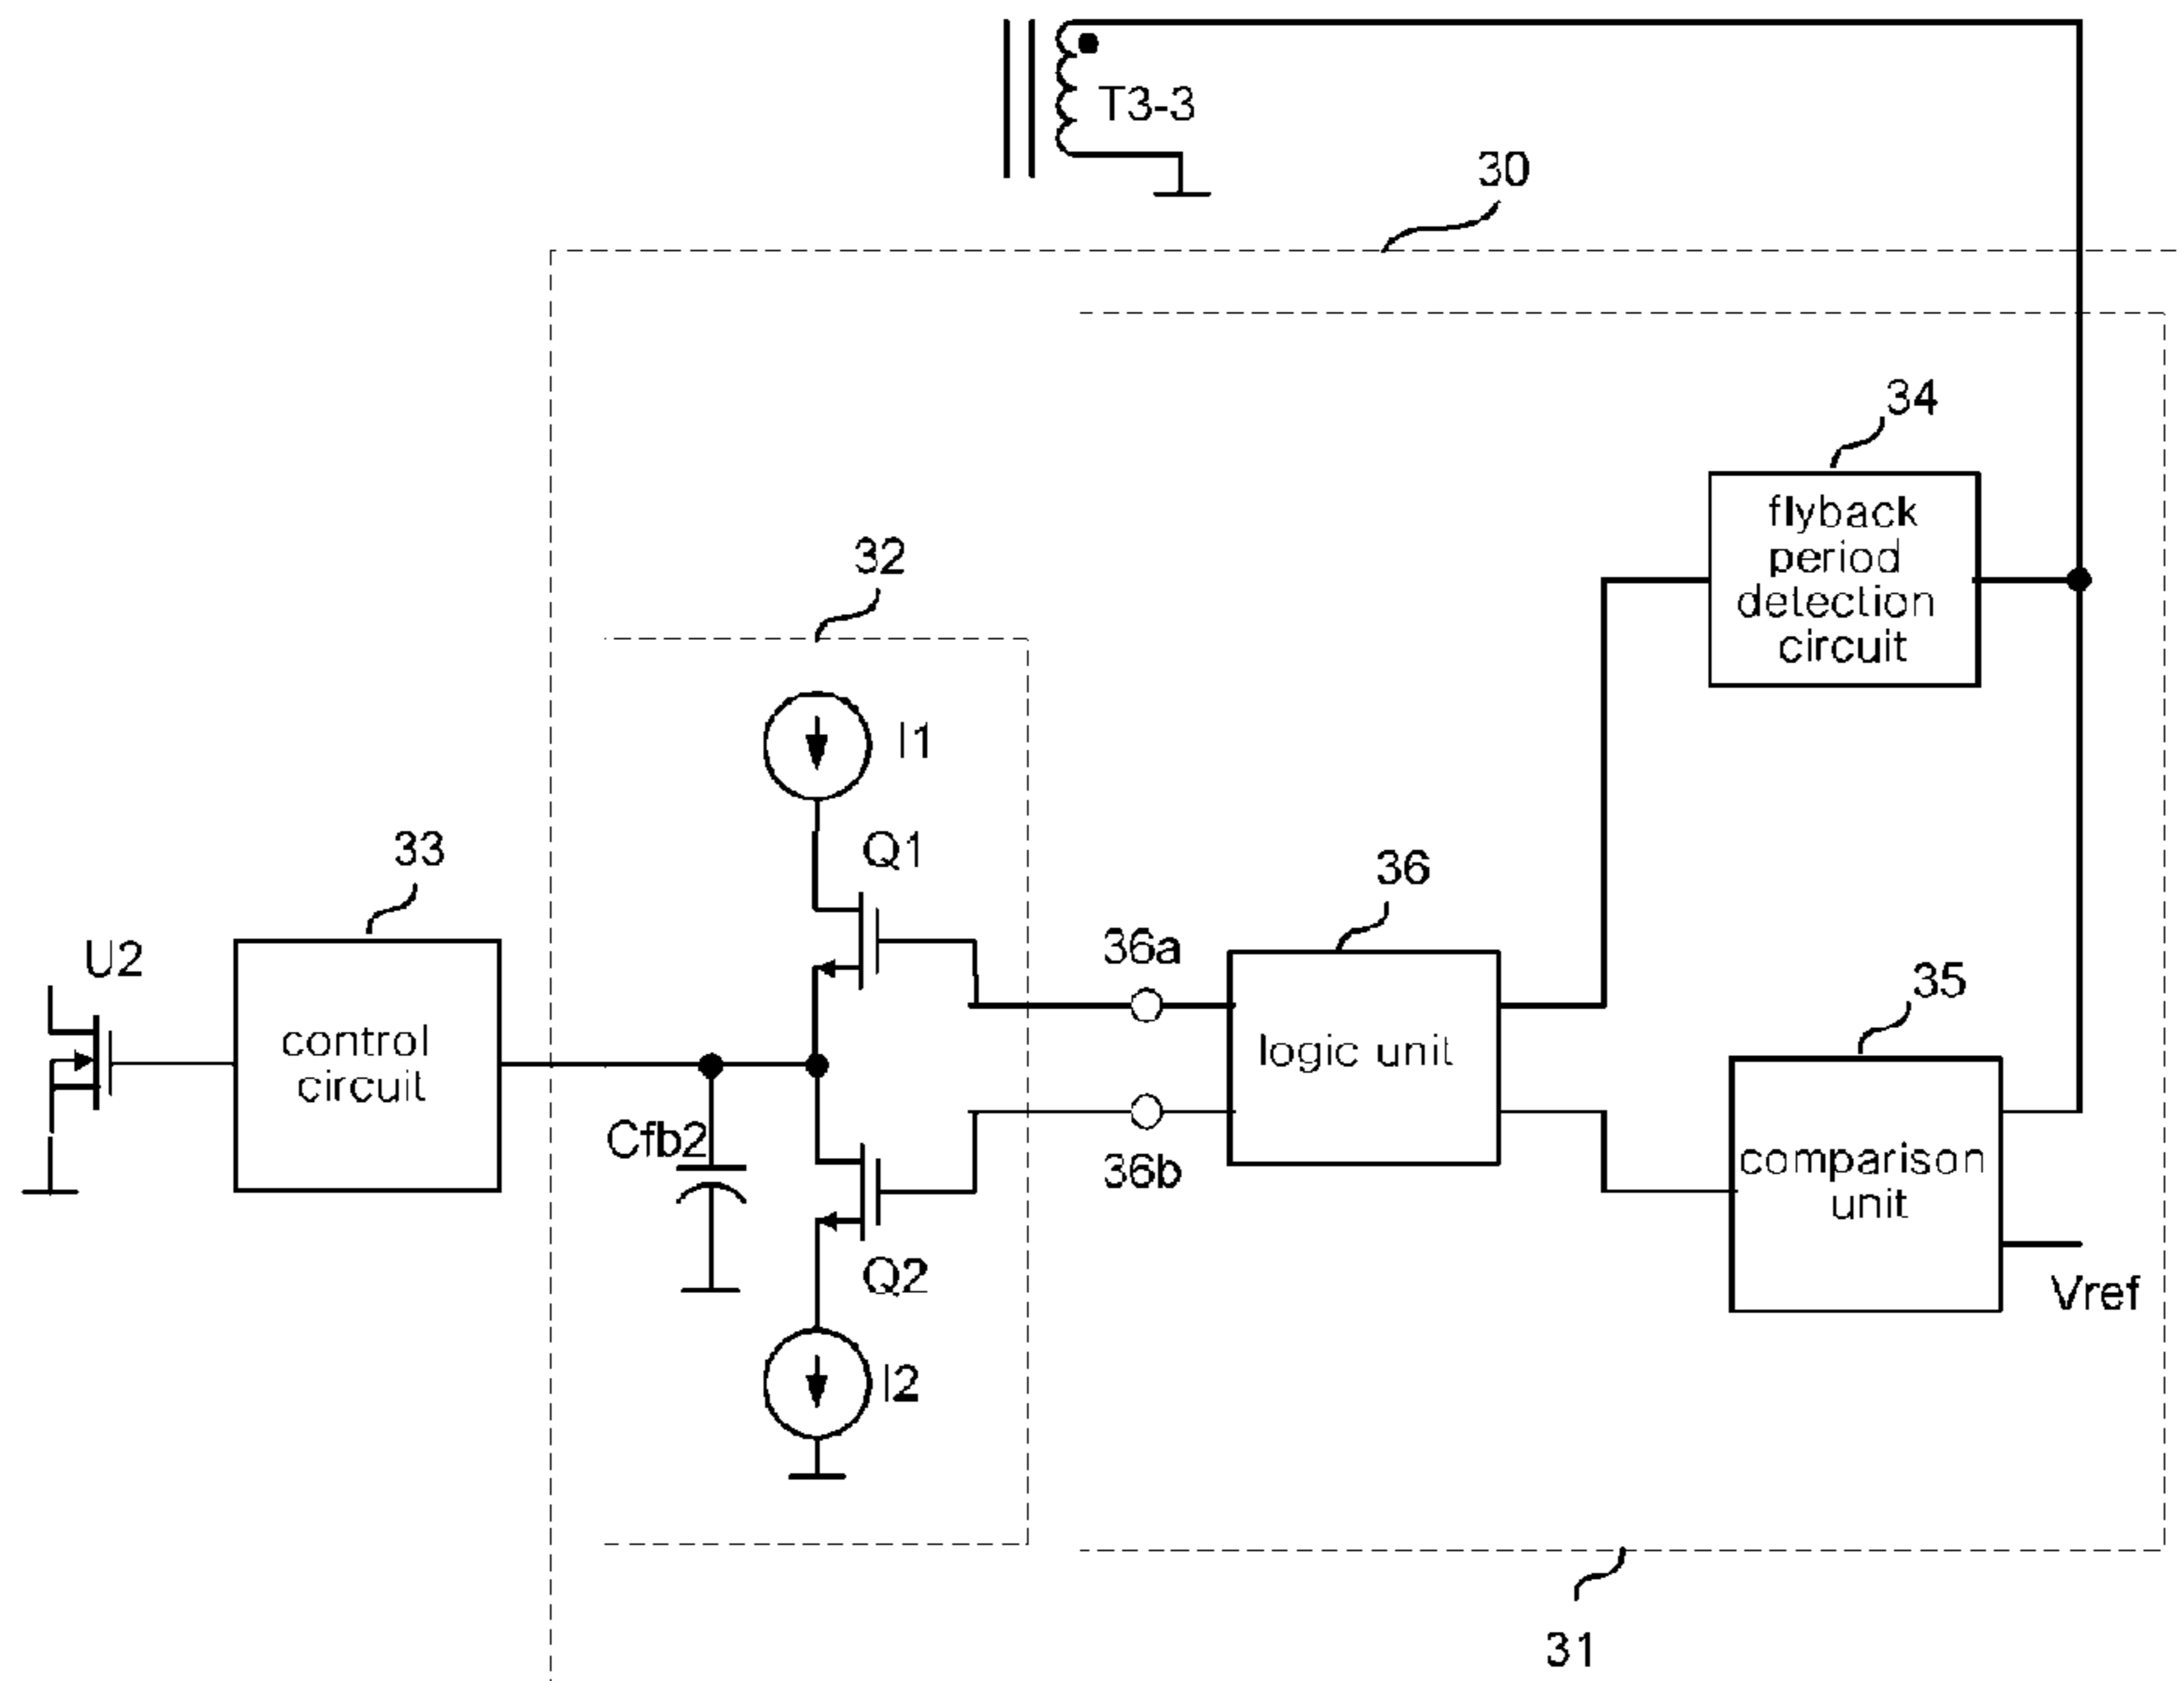 T3-3
30
34
flyback
period
detection
circuit
32
I1
Q1
33
36
U2
36a
35
control
circuit
logic unit
Cfb2
36b
comparison
unit
Q2
Vref
I2
31